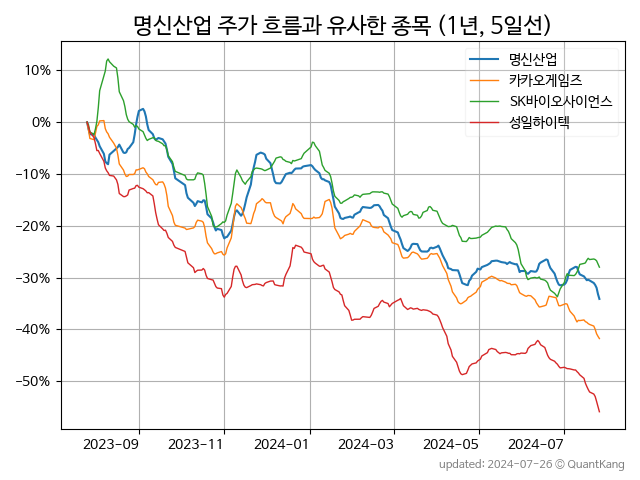 명신산업 주가 흐름과 유사한 종목 (1년, 5일선)
명신산업
카카오게임즈
SK바이오사이언스
성일하이텍
10%
0%
−10%
−20%
−30%
−40%
−50%
2023-09 2023-11 2024-01 2024-03 2024-05 2024-07
updated: 2024-07-26 © QuantKang